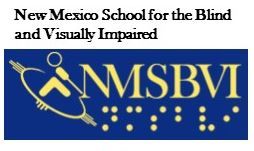 New Mexico School for the Blind
and Visually Impaired
NMSBVI
⠝⠍⠎⠃⠧⠊